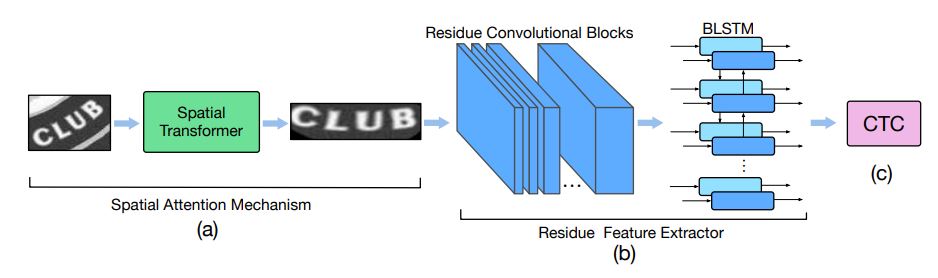 Residue Convolutional Blocks
BLSTM
CLUB
Spatial
Transformer
CLUB
CTC
...
...
(c)
Spatial Attention Mechanism
(a)
Residue Feature Extractor
(b)